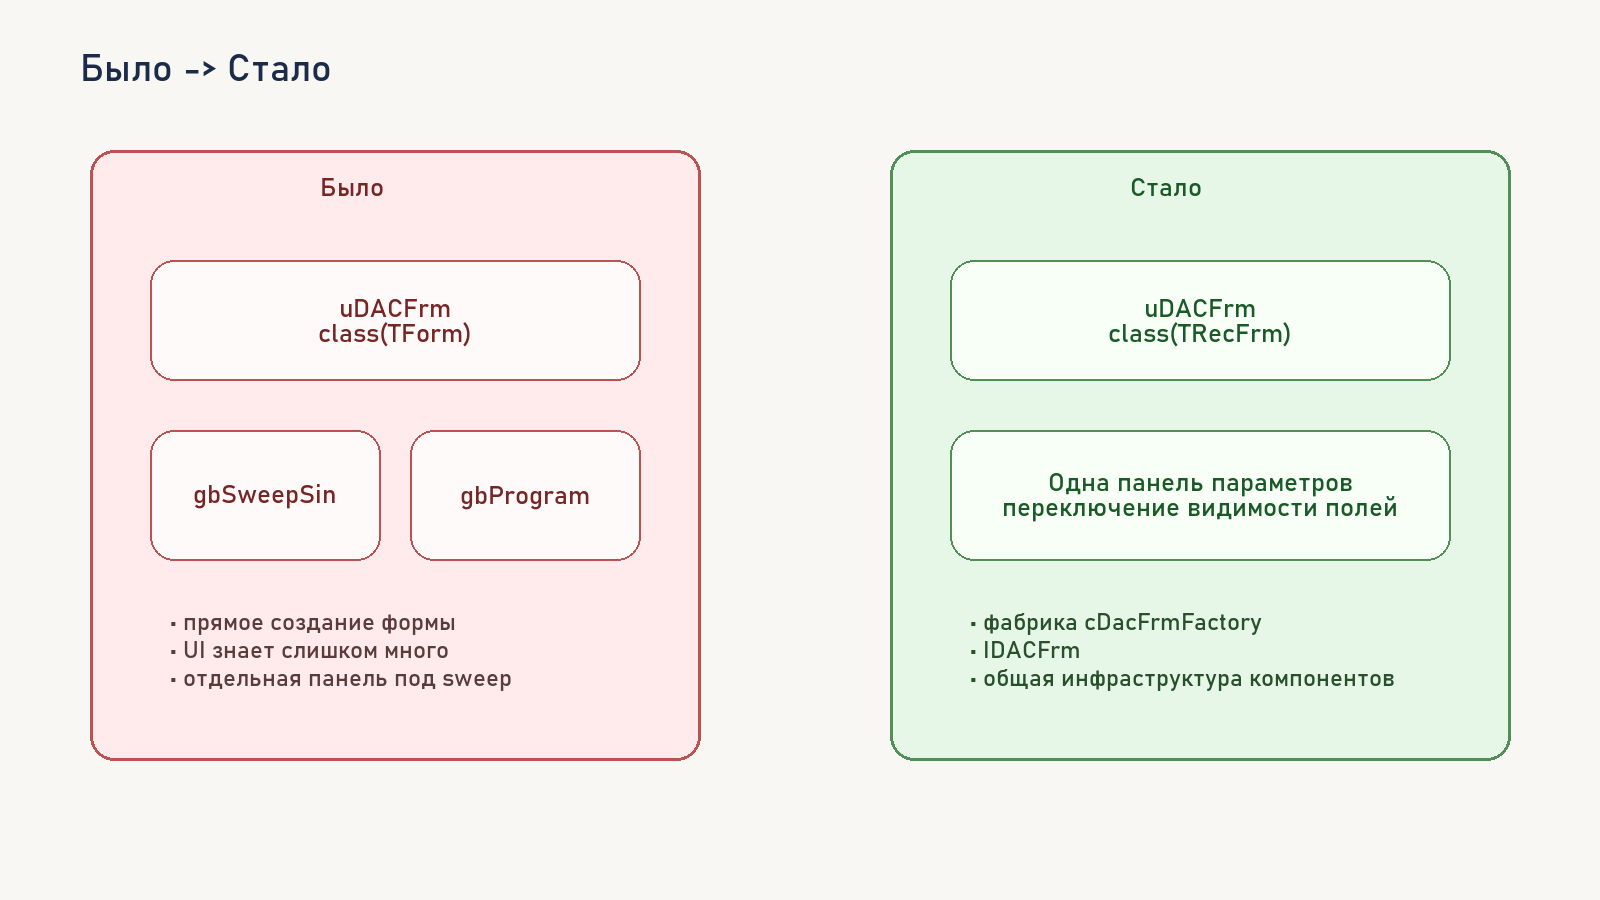 Было -> Стало
Было
uDACFrm
class(TForm)
gbSweepSin
gbProgram
· прямое создание формы
· UI знает слишком много
· отдельная панель под sweep
Стало
uDACFrm
class(TRecFrm)
Одна панель параметров
переключение видимости полей
· фабрика cDacFrmFactory
· IDACFrm
· общая инфраструктура компонентов